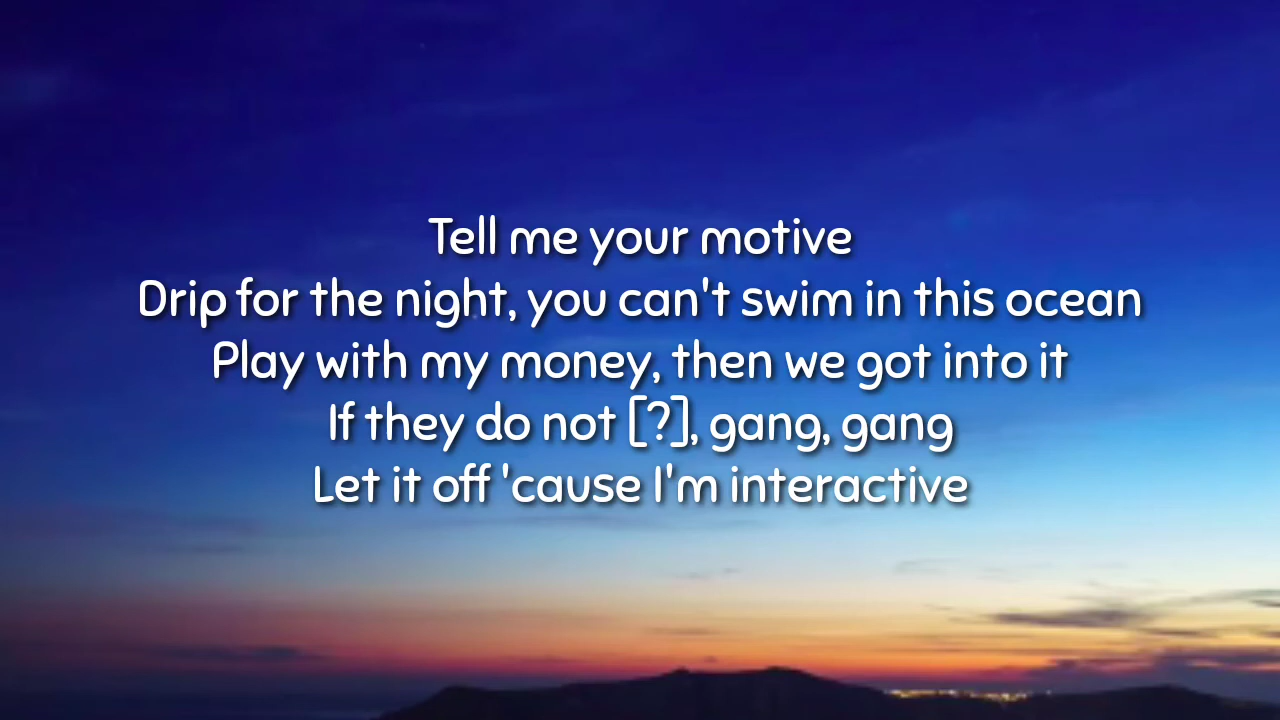 Tell me your motive
Drip for the night, you can't swim in this ocean
Play with my money, then we got into it
If they do not [?], gang, gang
Let it off 'cause I'm interactive